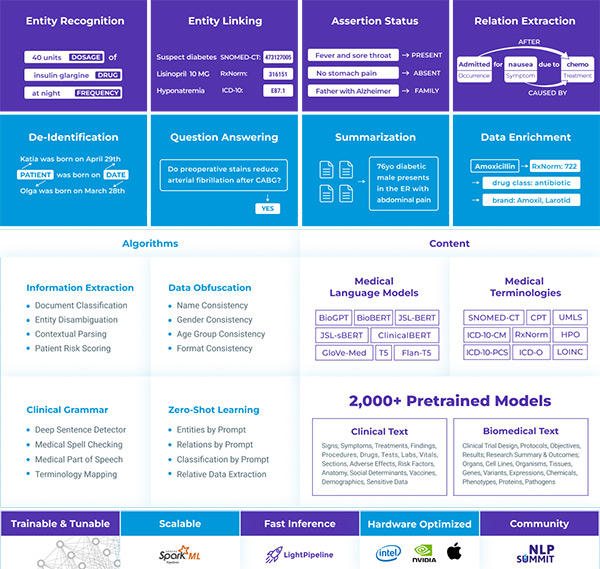 Entity Recognition
40 units DOSAGE of
insulin glargine DRUG
at night FREQUENCY
Entity Linking
Suspect diabetes SNOMED-CT: 473127005
Lisinopril 10 MG RxNorm: 316151
Hyponatremia ICD-10: E87.1
Assertion Status
Fever and sore throat → PRESENT
No stomach pain → ABSENT
Father with Alzheimer → FAMILY
Relation Extraction
AFTER
Admitted for nausea due to chemo
Occurrence Symptom Treatment
CAUSED BY
De-Identification
Katia was born on April 29th
PATIENT was born on DATE
Olga was born on March 28th
Question Answering
Do preoperative stains reduce
arterial fibrillation after CABG?
YES
Summarization
76yo diabetic
male presents
in the ER with
abdominal pain
Data Enrichment
Amoxicillin → RxNorm: 722
→ drug class: antibiotic
→ brand: Amoxil, Larotid
Algorithms
Information Extraction
• Document Classification
• Entity Disambiguation
• Contextual Parsing
• Patient Risk Scoring
Data Obfuscation
• Name Consistency
• Gender Consistency
• Age Group Consistency
• Format Consistency
Clinical Grammar
• Deep Sentence Detector
• Medical Spell Checking
• Medical Part of Speech
• Terminology Mapping
Zero-Shot Learning
• Entities by Prompt
• Relations by Prompt
• Classification by Prompt
• Relative Data Extraction
Content
Medical
Language Models
BioGPT BioBERT JSL-BERT
JSL-sBERT ClinicalBERT
GloVe-Med T5 Flan-T5
Medical
Terminologies
SNOMED-CT CPT UMLS
ICD-10-CM RxNorm HPO
ICD-10-PCS ICD-O LOINC
2,000+ Pretrained Models
Clinical Text
Signs, Symptoms, Treatments, Findings,
Procedures, Drugs, Tests, Labs, Vitals,
Sections, Adverse Effects, Risk Factors,
Anatomy, Social Determinants, Vaccines,
Demographics, Sensitive Data
Biomedical Text
Clinical Trial Design, Protocols, Objectives,
Results; Research Summary & Outcomes;
Organs, Cell Lines, Organisms, Tissues,
Genes, Variants, Expressions, Chemicals,
Phenotypes, Proteins, Pathogens
Trainable & Tunable
Scalable
Spark ML
Fast Inference
LightPipeline
Hardware Optimized
intel
NVIDIA
Community
NLP
SUMMIT